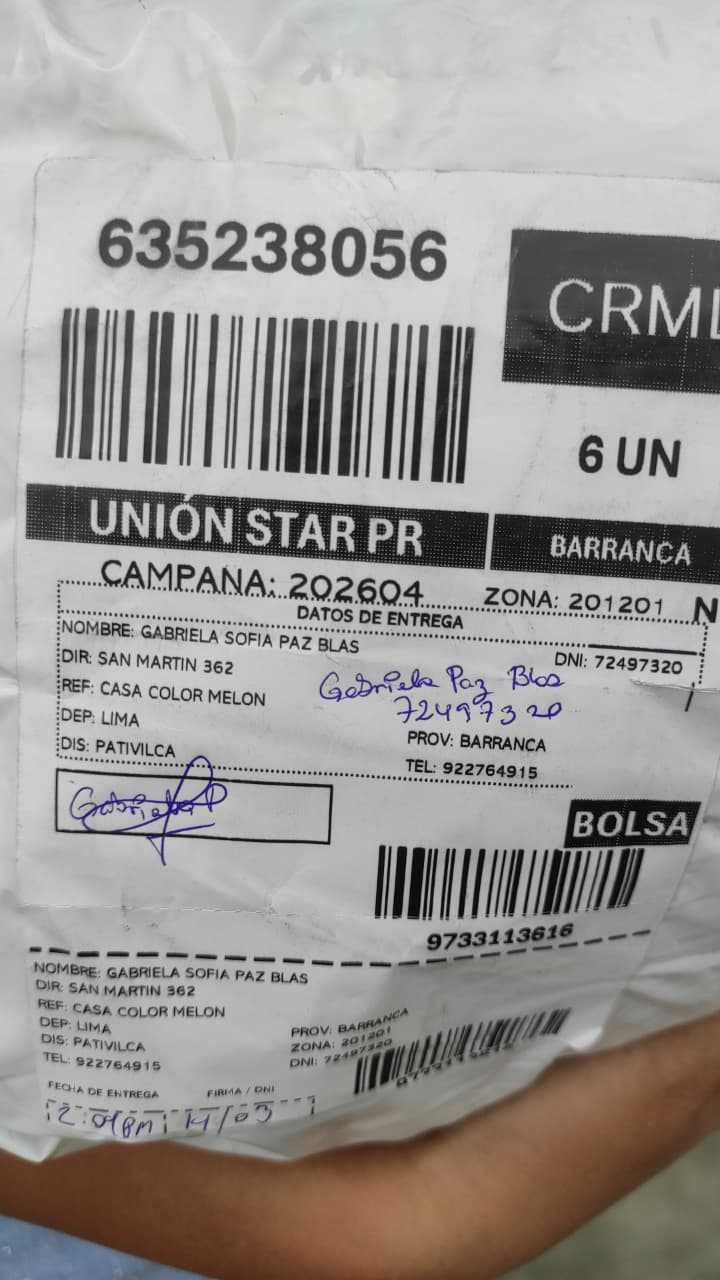 635238056
6 UN
UNIÓN STAR PR
BARRANCA
CAMPANA: 202604
ZONA: 201201
DATOS DE ENTREGA
NOMBRE: GABRIELA SOFIA PAZ BLAS
DNI: 72497320
DIR: SAN MARTIN 362
REF: CASA COLOR MELON
Gabriela Paz Blas
72497320
DEP: LIMA
PROV: BARRANCA
DIS: PATIVILCA
TEL: 922764915
Gabriela P
BOLSA
9733113616
NOMBRE: GABRIELA SOFIA PAZ BLAS
DIR: SAN MARTIN 362
REF: CASA COLOR MELON
DEP: LIMA
PROV: BARRANCA
DIS: PATIVILCA
ZONA: 201201
TEL: 922764915
DNI: 72497320
FECHA DE ENTREGA
FIRMA / DNI
14/03